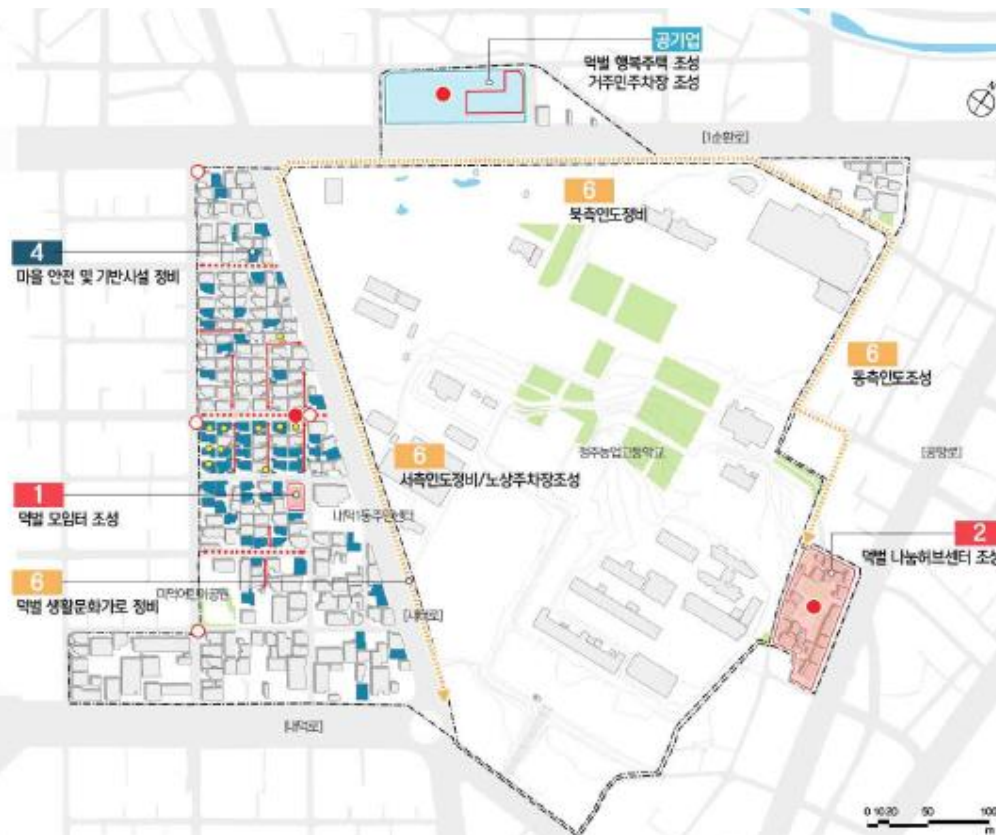 공기업
덕벌 행복주택 조성
거주민주차장 조성
N
[1순환로]
6
북측인도정비
4
마을 안전 및 기반시설 정비
6
동측인도조성
청주농업고등학교
[공항로]
6
서측인도정비/노상주차장조성
1
덕벌 모임터 조성
내덕1동주민센터
2
덕벌 나눔허브센터 조성
6
덕벌 생활문화가로 정비
[내덕로]
[내덕로]
0 10 20 50 100
m